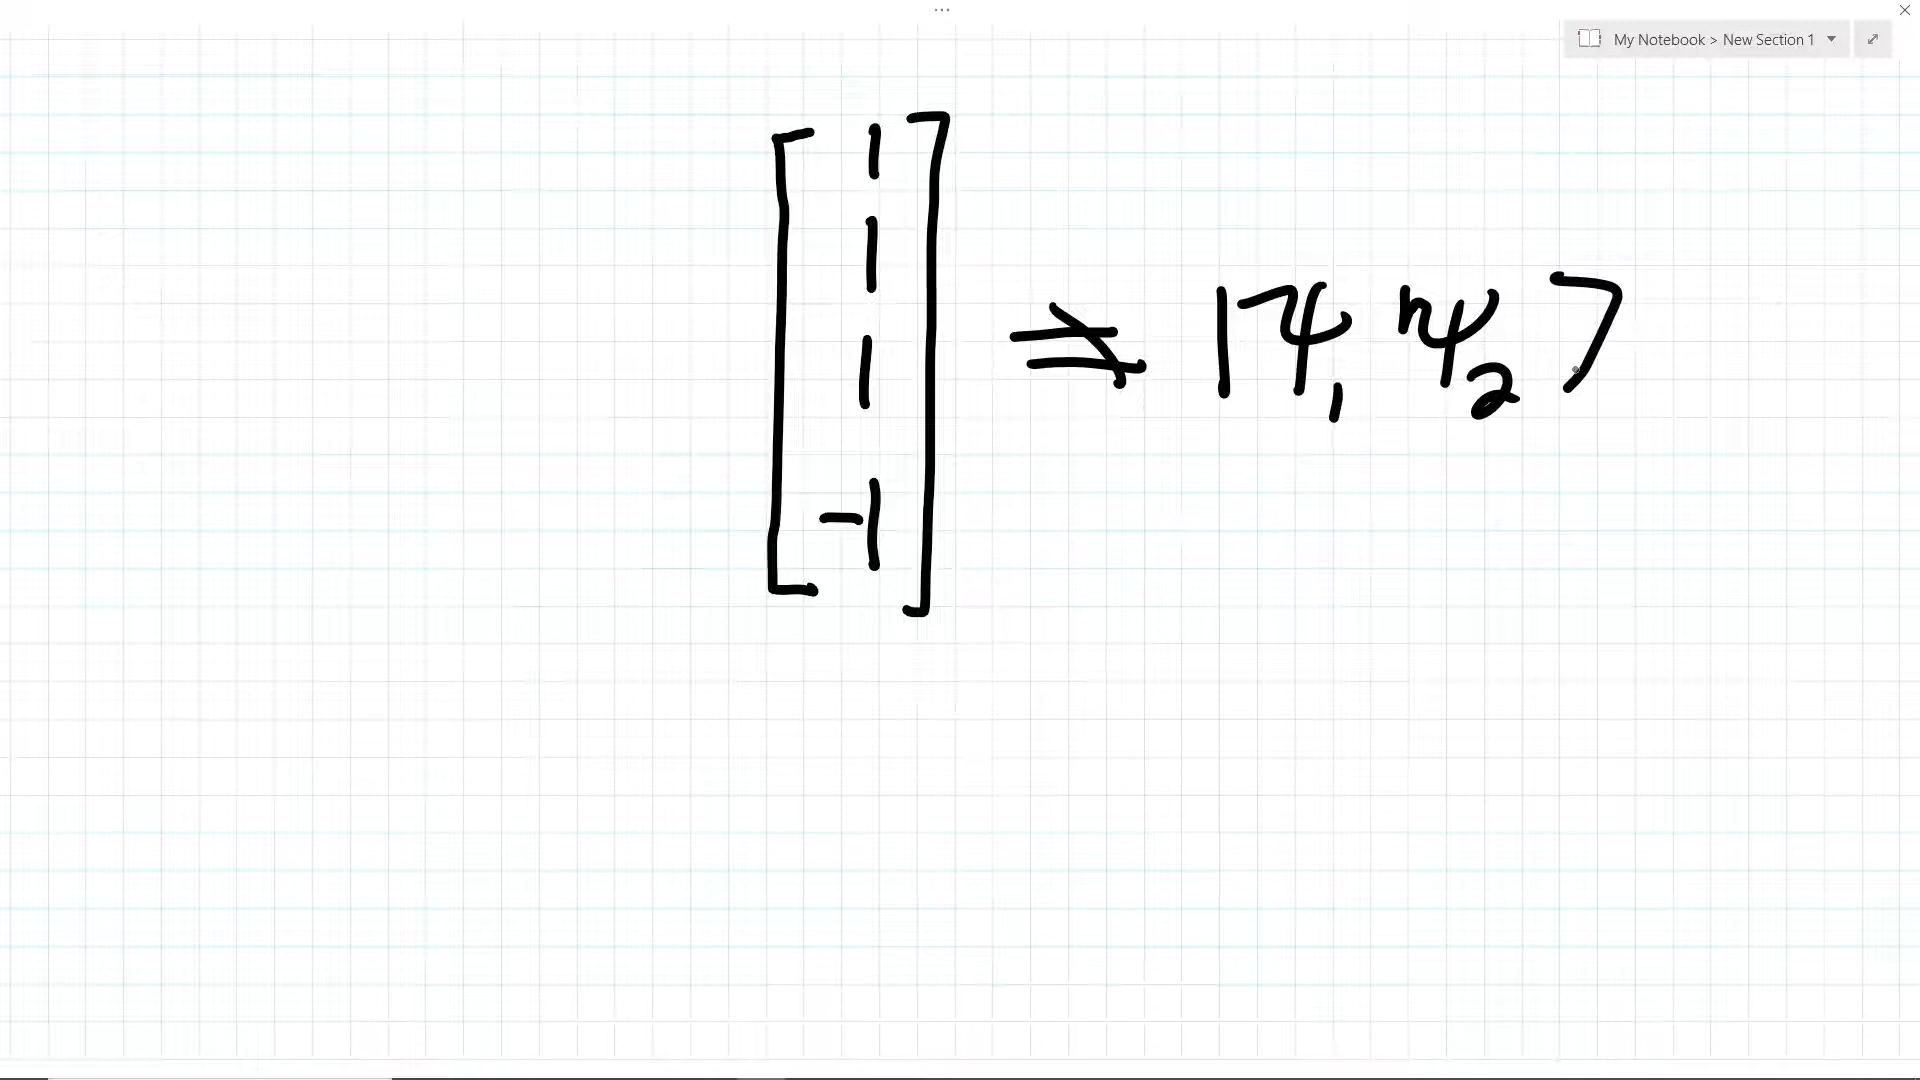 ...
My Notebook > New Section 1
[ 1
1
1
-1 ] ≠ |ψ₁ ψ₂⟩